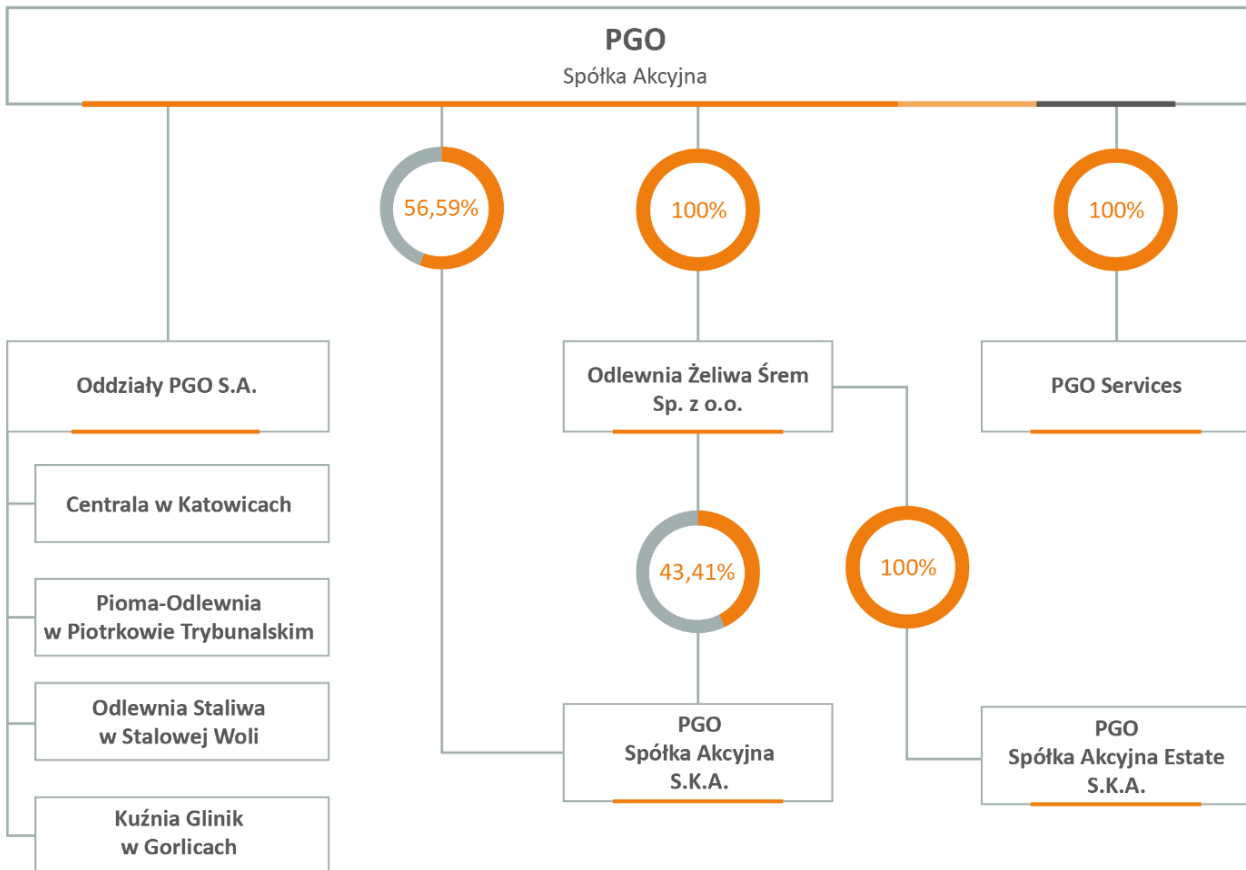 PGO
Spółka Akcyjna
56,59%
100%
100%
Oddziały PGO S.A.
Odlewnia Żeliwa Śrem
Sp. z o.o.
PGO Services
Centrala w Katowicach
43,41%
100%
Pioma-Odlewnia
w Piotrkowie Trybunalskim
Odlewnia Staliwa
w Stalowej Woli
PGO
Spółka Akcyjna
S.K.A.
PGO
Spółka Akcyjna Estate
S.K.A.
Kuźnia Glinik
w Gorlicach